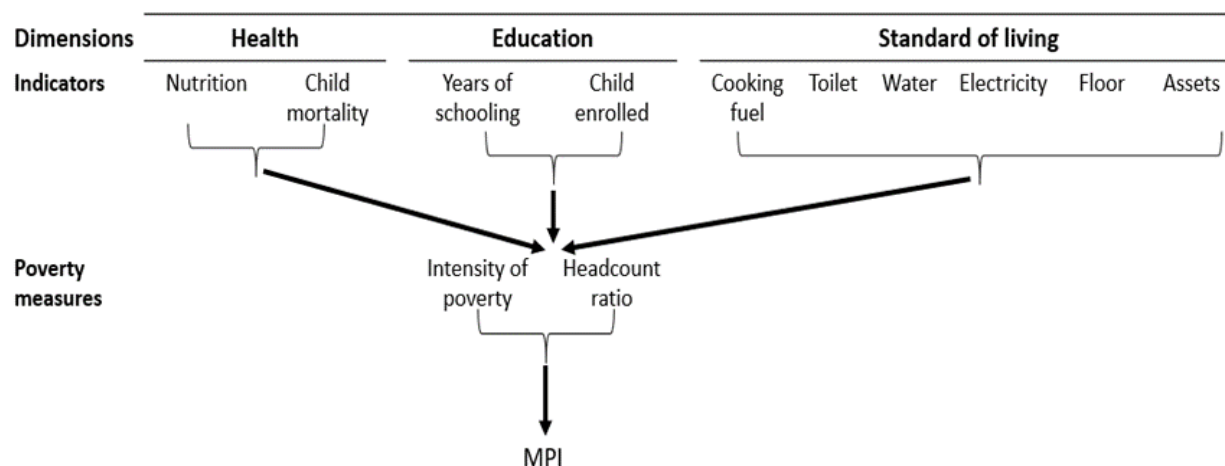 Dimensions Health Education Standard of living
Indicators Nutrition Child mortality Years of schooling Child enrolled Cooking fuel Toilet Water Electricity Floor Assets
Poverty measures Intensity of poverty Headcount ratio
MPI